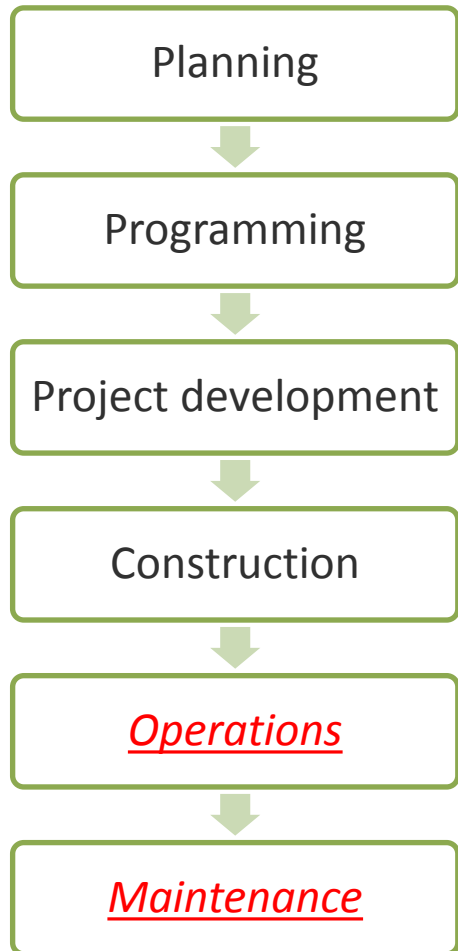 Planning
Programming
Project development
Construction
Operations
Maintenance